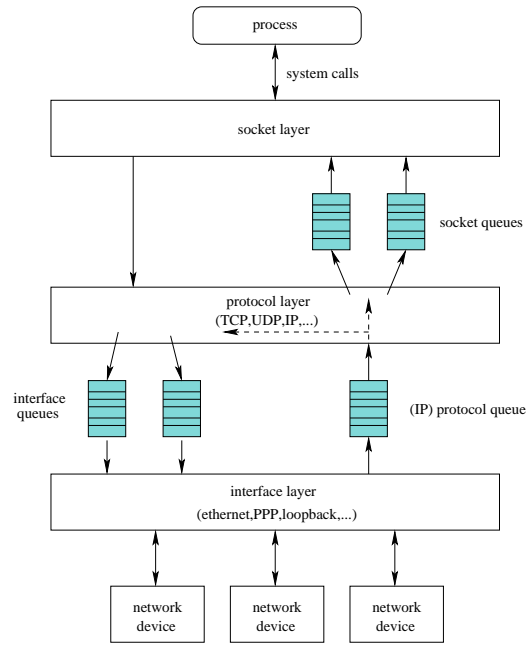 process
system calls
socket layer
socket queues
protocol layer
(TCP,UDP,IP,...)
interface
queues
(IP) protocol queue
interface layer
(ethernet,PPP,loopback,...)
network
device
network
device
network
device